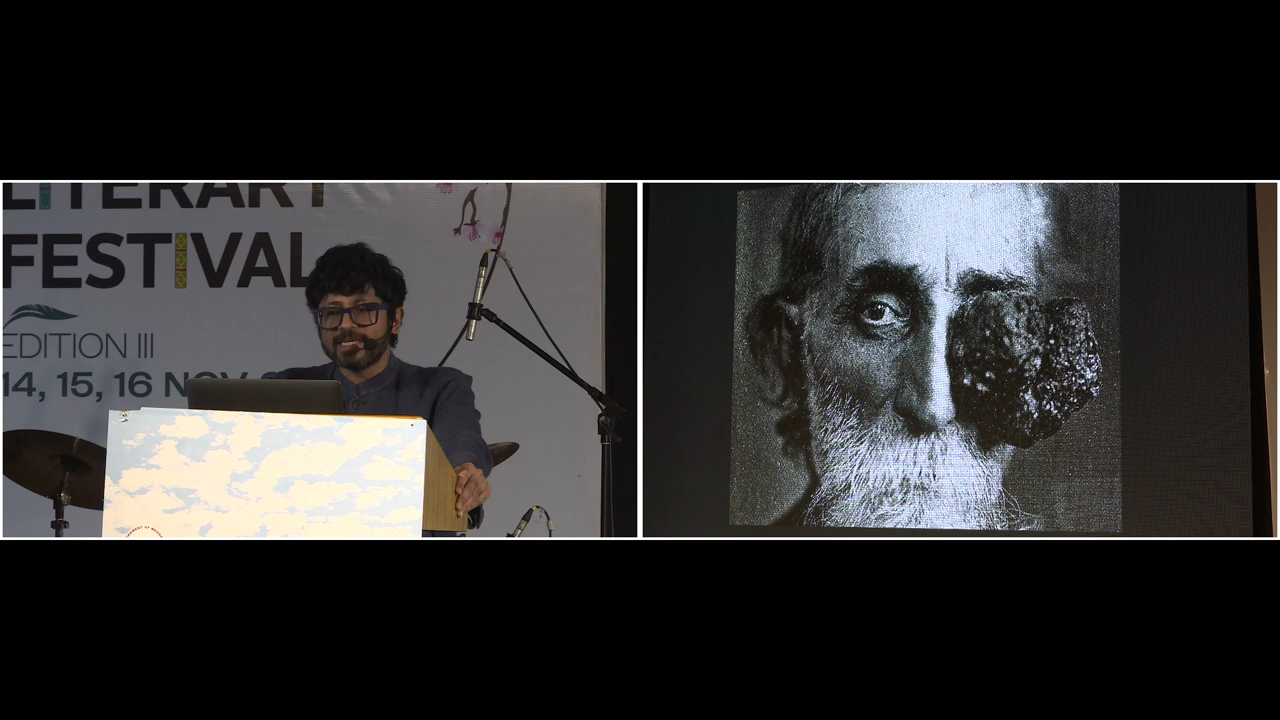 LITERARY
FESTIVAL
EDITION III
14, 15, 16 NOV